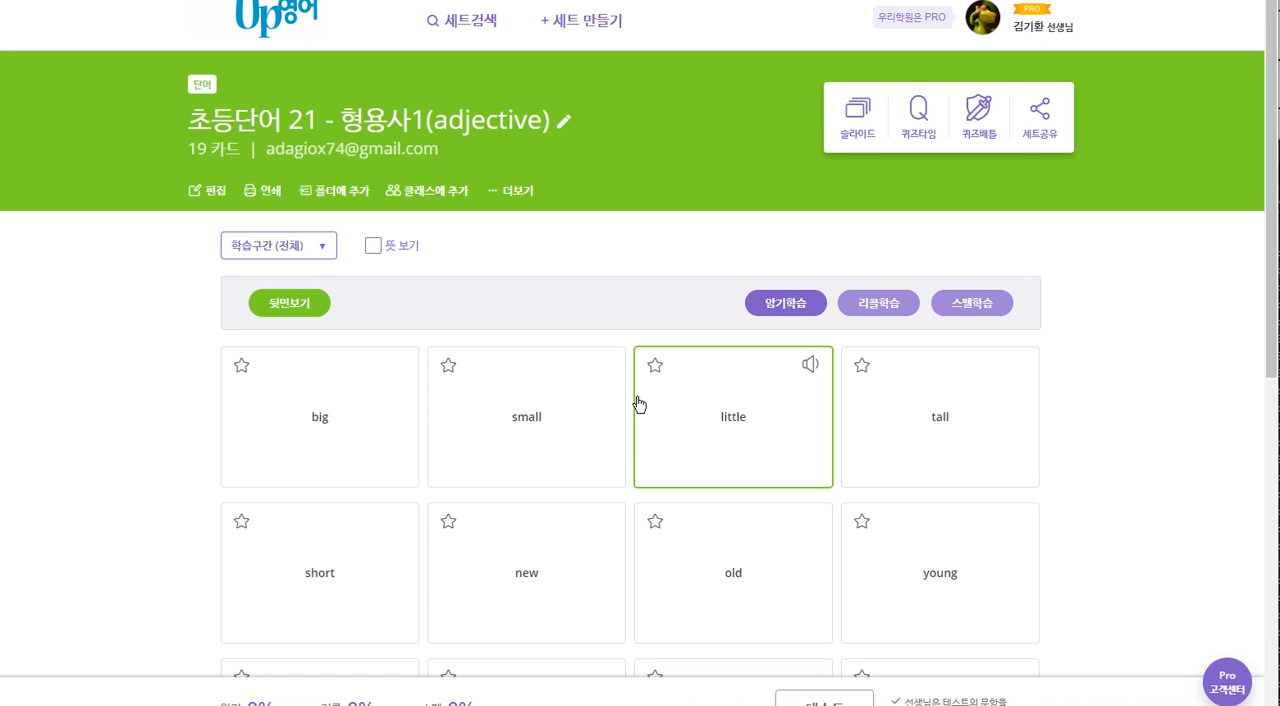 Up영어
세트검색
+ 세트 만들기
우리학원은 PRO
PRO
김기환 선생님
단어
초등단어 21 - 형용사1(adjective)
19 카드 | adagiox74@gmail.com
슬라이드
퀴즈타임
퀴즈배틀
세트공유
편집
인쇄
폴더에 추가
클래스에 추가
··· 더보기
학습구간 (전체) ▼
뜻 보기
뒷면보기
암기학습
리콜학습
스펠학습
big
small
little
tall
short
new
old
young
Pro
고객센터
0%
0%
0%
선생님은 테스트의 문항을